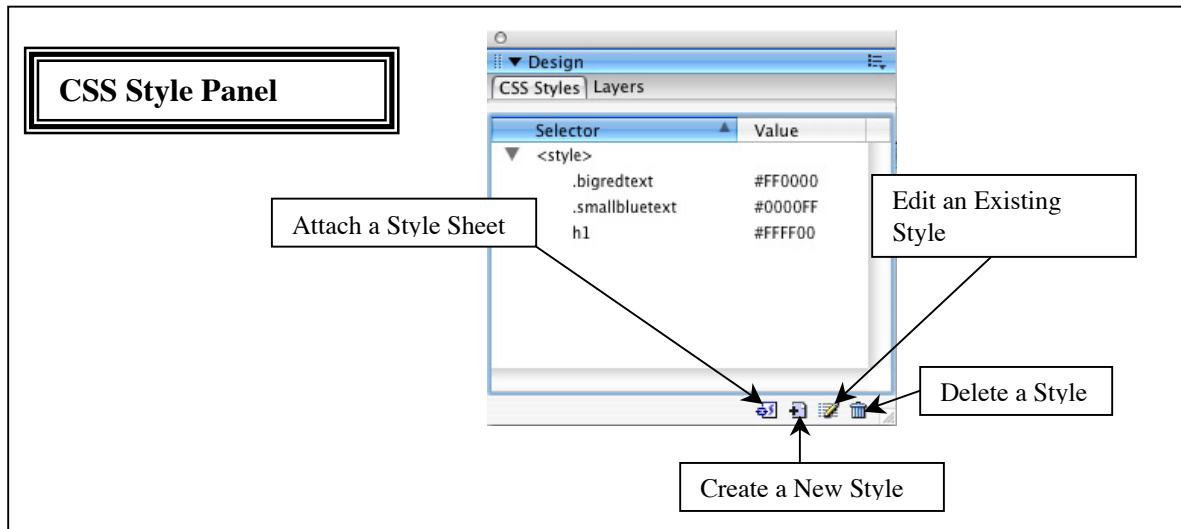 CSS Style Panel
Design
CSS Styles Layers
Selector Value
<style>
.bigredtext #FF0000
.smallbluetext #0000FF
h1 #FFFF00
Attach a Style Sheet
Edit an Existing
Style
Delete a Style
Create a New Style